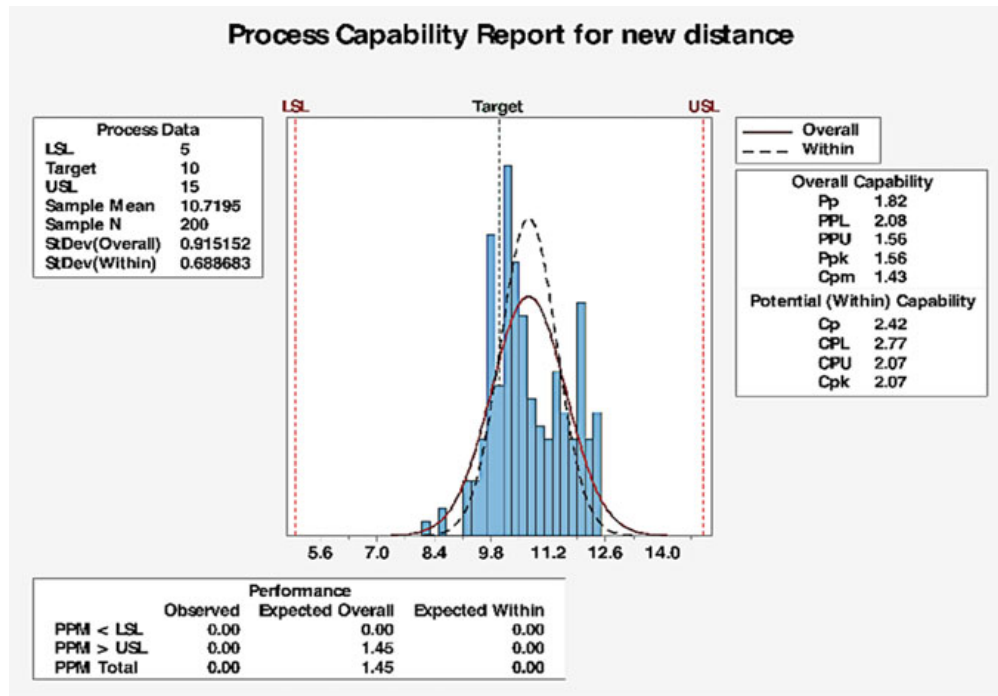 Process Capability Report for new distance
LSL Target USL
Process Data
LSL 5
Target 10
USL 15
Sample Mean 10.7195
Sample N 200
StDev(Overall) 0.915152
StDev(Within) 0.688683
Overall
Within
Overall Capability
Pp 1.82
PPL 2.08
PPU 1.56
Ppk 1.56
Cpm 1.43
Potential (Within) Capability
Cp 2.42
CPL 2.77
CPU 2.07
Cpk 2.07
5.6 7.0 8.4 9.8 11.2 12.6 14.0
Performance
Observed Expected Overall Expected Within
PPM < LSL 0.00 0.00 0.00
PPM > USL 0.00 1.45 0.00
PPM Total 0.00 1.45 0.00